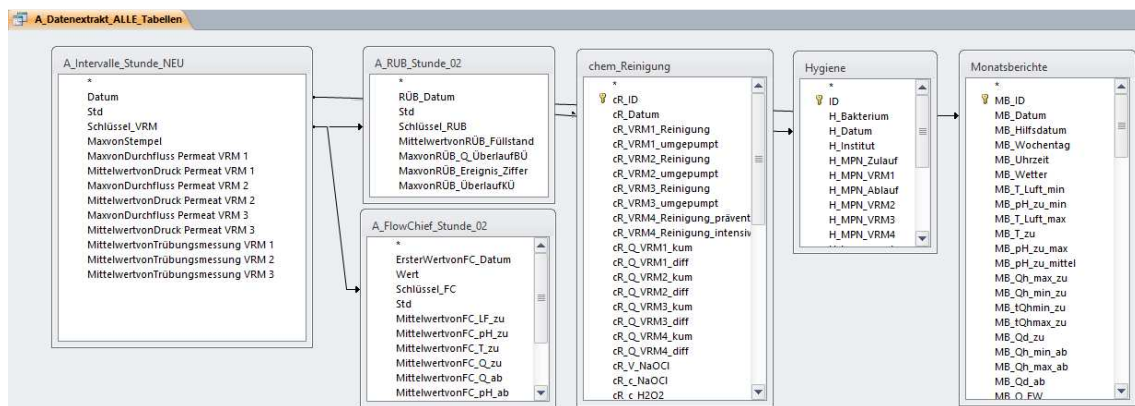 A_Datenextrakt_ALLE_Tabellen
A_Intervalle_Stunde_NEU
*
Datum
Std
Schlüssel_VRM
MaxvonStempel
MaxvonDurchfluss Permeat VRM 1
MittelwertvonDruck Permeat VRM 1
MaxvonDurchfluss Permeat VRM 2
MittelwertvonDruck Permeat VRM 2
MaxvonDurchfluss Permeat VRM 3
MittelwertvonDruck Permeat VRM 3
MittelwertvonTrübungsmessung VRM 1
MittelwertvonTrübungsmessung VRM 2
MittelwertvonTrübungsmessung VRM 3
A_RUB_Stunde_02
*
RÜB_Datum
Std
Schlüssel_RUB
MittelwertvonRÜB_Füllstand
MaxvonRÜB_Q_ÜberlaufBÜ
MaxvonRÜB_Ereignis_Ziffer
MaxvonRÜB_ÜberlaufKÜ
A_FlowChief_Stunde_02
*
ErsterWertvonFC_Datum
Wert
Schlüssel_FC
Std
MittelwertvonFC_LF_zu
MittelwertvonFC_pH_zu
MittelwertvonFC_T_zu
MittelwertvonFC_Q_zu
MittelwertvonFC_Q_ab
MittelwertvonFC_pH_ab
chem_Reinigung
*
cR_ID
cR_Datum
cR_VRM1_Reinigung
cR_VRM1_umgepumpt
cR_VRM2_Reinigung
cR_VRM2_umgepumpt
cR_VRM3_Reinigung
cR_VRM3_umgepumpt
cR_VRM4_Reinigung_prävent
cR_VRM4_Reinigung_intensiv
cR_Q_VRM1_kum
cR_Q_VRM1_diff
cR_Q_VRM2_kum
cR_Q_VRM2_diff
cR_Q_VRM3_kum
cR_Q_VRM3_diff
cR_Q_VRM4_kum
cR_Q_VRM4_diff
cR_V_NaOCl
cR_c_NaOCl
cR_c_H2O2
Hygiene
*
ID
H_Bakterium
H_Datum
H_Institut
H_MPN_Zulauf
H_MPN_VRM1
H_MPN_Ablauf
H_MPN_VRM2
H_MPN_VRM3
H_MPN_VRM4
Monatsberichte
*
MB_ID
MB_Datum
MB_Hilfsdatum
MB_Wochentag
MB_Uhrzeit
MB_Wetter
MB_T_Luft_min
MB_pH_zu_min
MB_T_Luft_max
MB_T_zu
MB_pH_zu_max
MB_pH_zu_mittel
MB_Qh_max_zu
MB_Qh_min_zu
MB_tQhmin_zu
MB_tQhmax_zu
MB_Qd_zu
MB_Qh_min_ab
MB_Qh_max_ab
MB_Qd_ab
MB_Q_EW